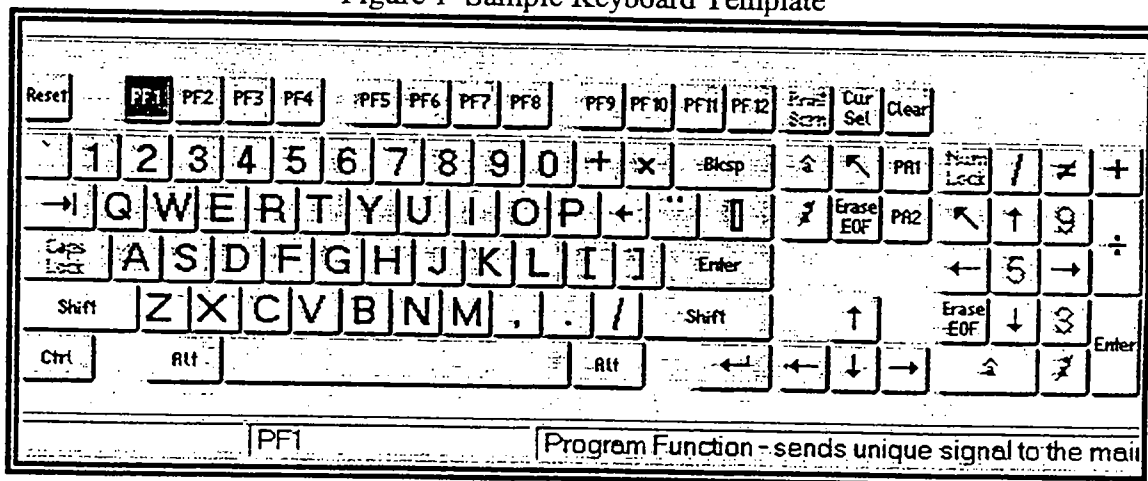 Figure 1 Sample Keyboard Template
Reset PF1 PF2 PF3 PF4 PF5 PF6 PF7 PF8 PF9 PF10 PF11 PF12 Print Scrn Cur Sel Clear
` 1 2 3 4 5 6 7 8 9 0 + × Bksp ⇡ ↖ PA1 Num Lock / ≠ +
→| Q W E R T Y U I O P ← ¨ [] Erase EOF PA2 ↖ ↑ 9 ÷
Caps Lock A S D F G H J K L [ ] Enter ← 5 →
Shift Z X C V B N M , . / Shift ↑ Erase EOF ↓ 3 Enter
Ctrl Alt Alt ↵ ← ↓ →
PF1 Program Function - sends unique signal to the mai